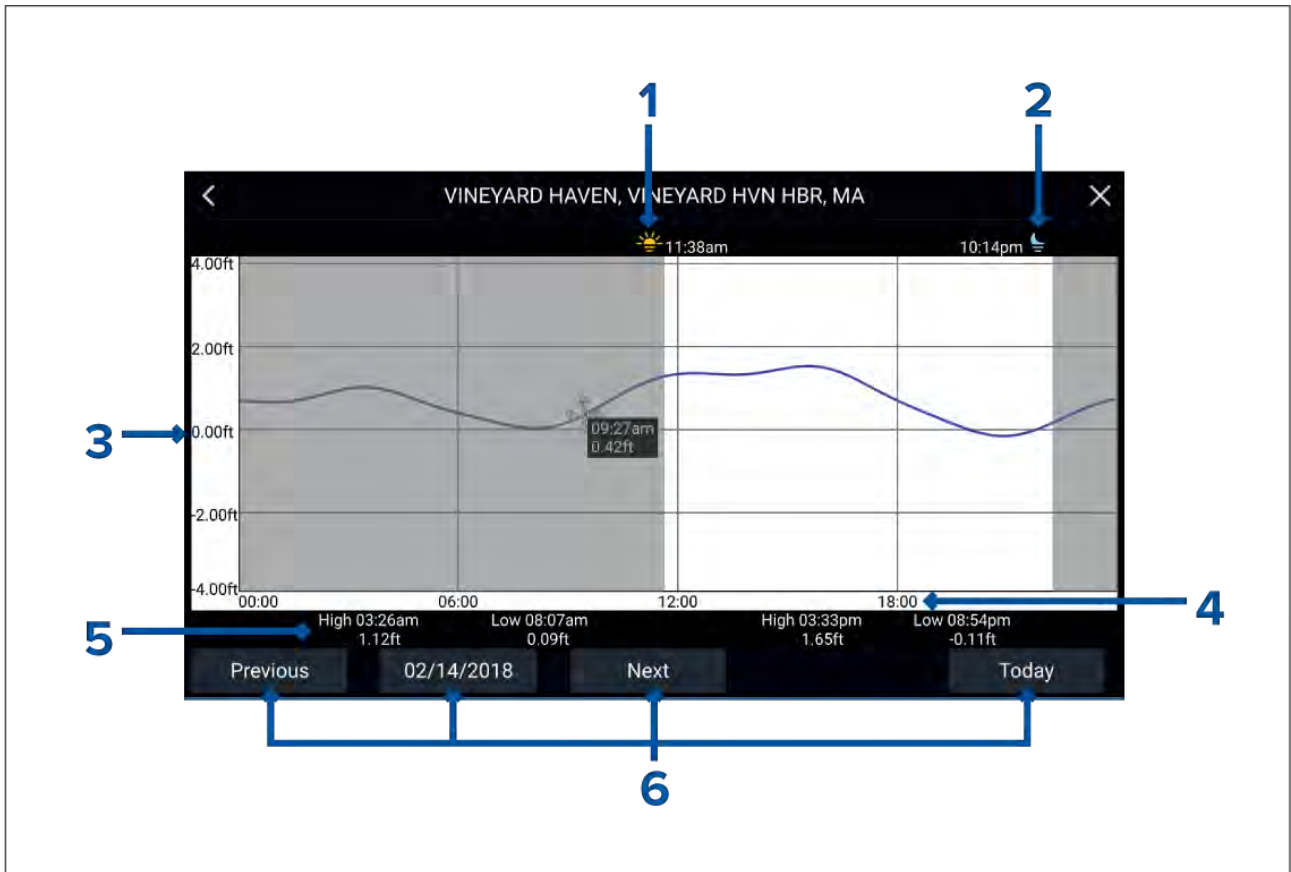 1 2
VINEYARD HAVEN, VINEYARD HVN HBR, MA
11:38am 10:14pm
4.00ft
2.00ft
3 0.00ft
09:27am
0.42ft
-2.00ft
-4.00ft
00:00 06:00 12:00 18:00 4
5 High 03:26am Low 08:07am High 03:33pm Low 08:54pm
1.12ft 0.09ft 1.65ft -0.11ft
Previous 02/14/2018 Next Today
6